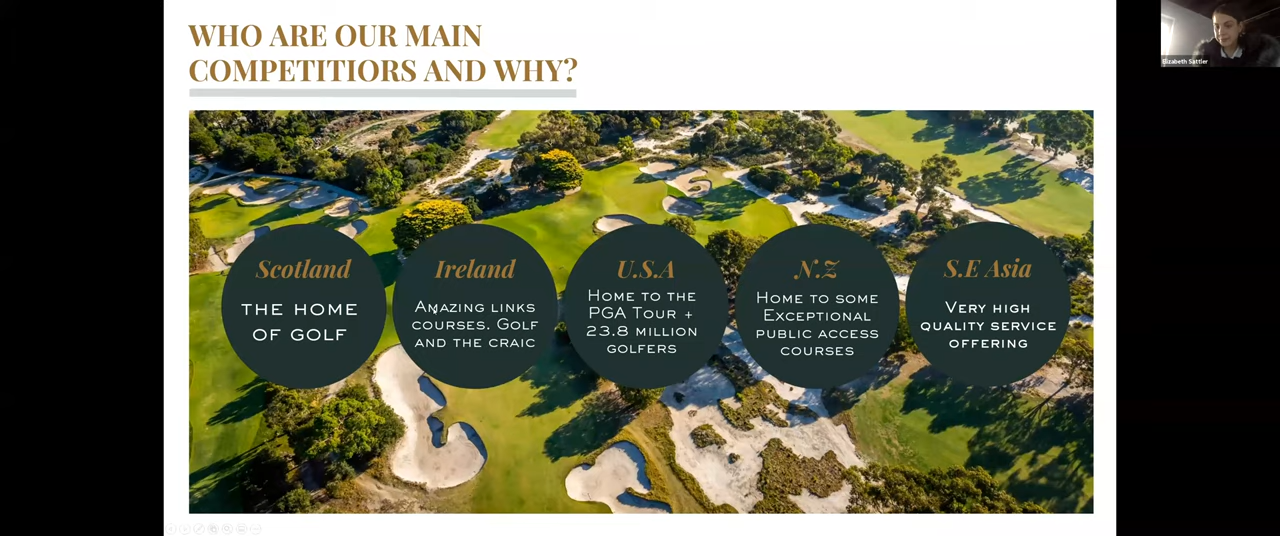 WHO ARE OUR MAIN
COMPETITIORS AND WHY?
Elizabeth Sattler
Scotland
THE HOME
OF GOLF
Ireland
AMAZING LINKS
COURSES. GOLF
AND THE CRAIC
U.S.A
HOME TO THE
PGA TOUR +
23.8 MILLION
GOLFERS
N.Z
HOME TO SOME
EXCEPTIONAL
PUBLIC ACCESS
COURSES
S.E Asia
VERY HIGH
QUALITY SERVICE
OFFERING